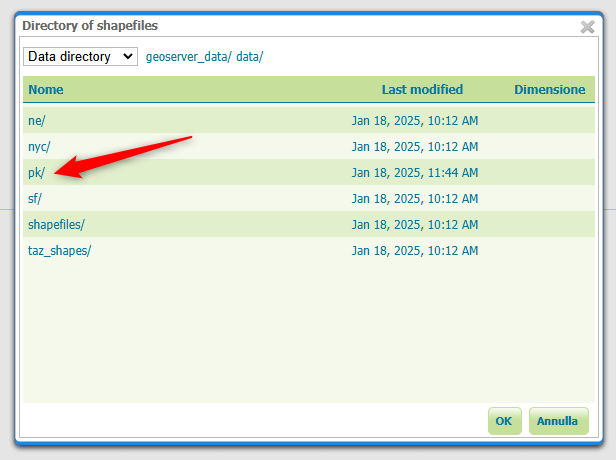 Directory of shapefiles
Data directory geoserver_data/ data/
Nome Last modified Dimensione
ne/ Jan 18, 2025, 10:12 AM
nyc/ Jan 18, 2025, 10:12 AM
pk/ Jan 18, 2025, 11:44 AM
sf/ Jan 18, 2025, 10:12 AM
shapefiles/ Jan 18, 2025, 10:12 AM
taz_shapes/ Jan 18, 2025, 10:12 AM
OK Annulla